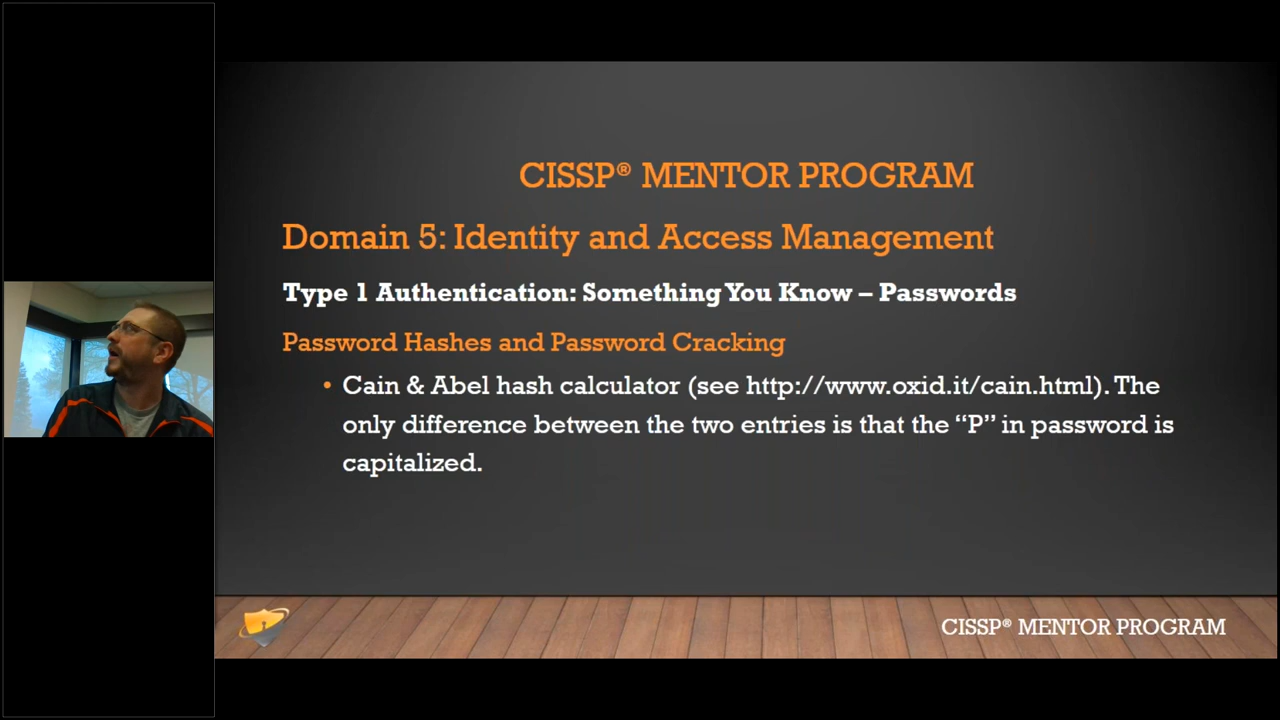 CISSP® MENTOR PROGRAM
Domain 5: Identity and Access Management
Type 1 Authentication: Something You Know – Passwords
Password Hashes and Password Cracking
• Cain & Abel hash calculator (see http://www.oxid.it/cain.html). The
only difference between the two entries is that the “P” in password is
capitalized.
CISSP® MENTOR PROGRAM